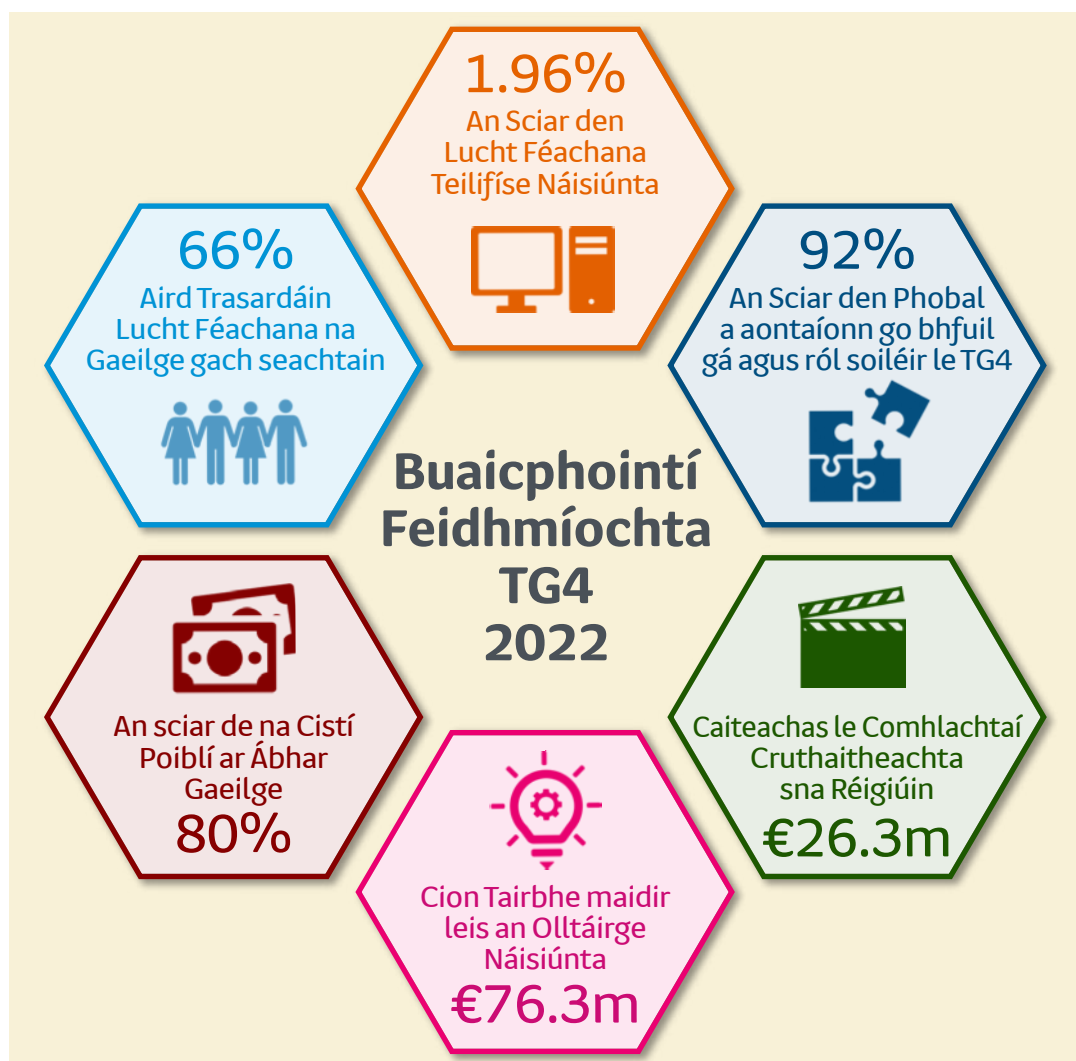 1.96%
An Sciar den
Lucht Féachana
Teilifíse Náisiúnta
66%
Aird Trasardáin
Lucht Féachana na
Gaeilge gach seachtain
92%
An Sciar den Phobal
a aontaíonn go bhfuil
gá agus ról soiléir le TG4
Buaicphointí
Feidhmíochta
TG4
2022
An sciar de na Cistí
Poiblí ar Ábhar
Gaeilge
80%
Caiteachas le Comhlachtaí
Cruthaitheachta
sna Réigiúin
€26.3m
Cion Tairbhe maidir
leis an Olltáirge
Náisiúnta
€76.3m